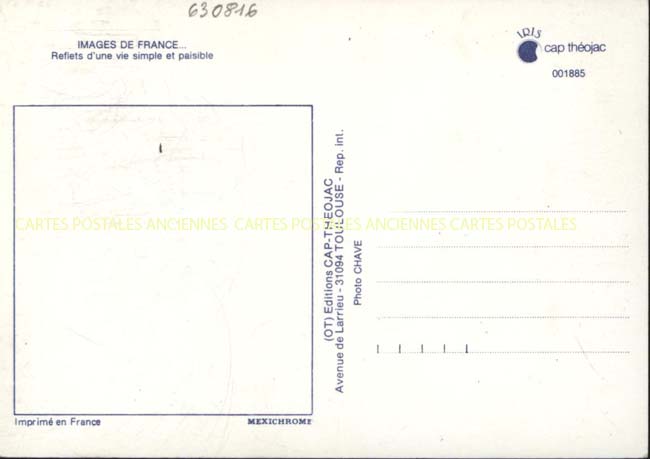 630816
IMAGES DE FRANCE...
Reflets d'une vie simple et paisible
IRIS
cap théojac
001885
CARTES POSTALES ANCIENNES CARTES POSTALES ANCIENNES CARTES POSTALES
(OT) Editions CAP-THEOJAC
Avenue de Larrieu - 31094 TOULOUSE - Rep. int.
Photo CHAVE
Imprimé en France
MEXICHROME